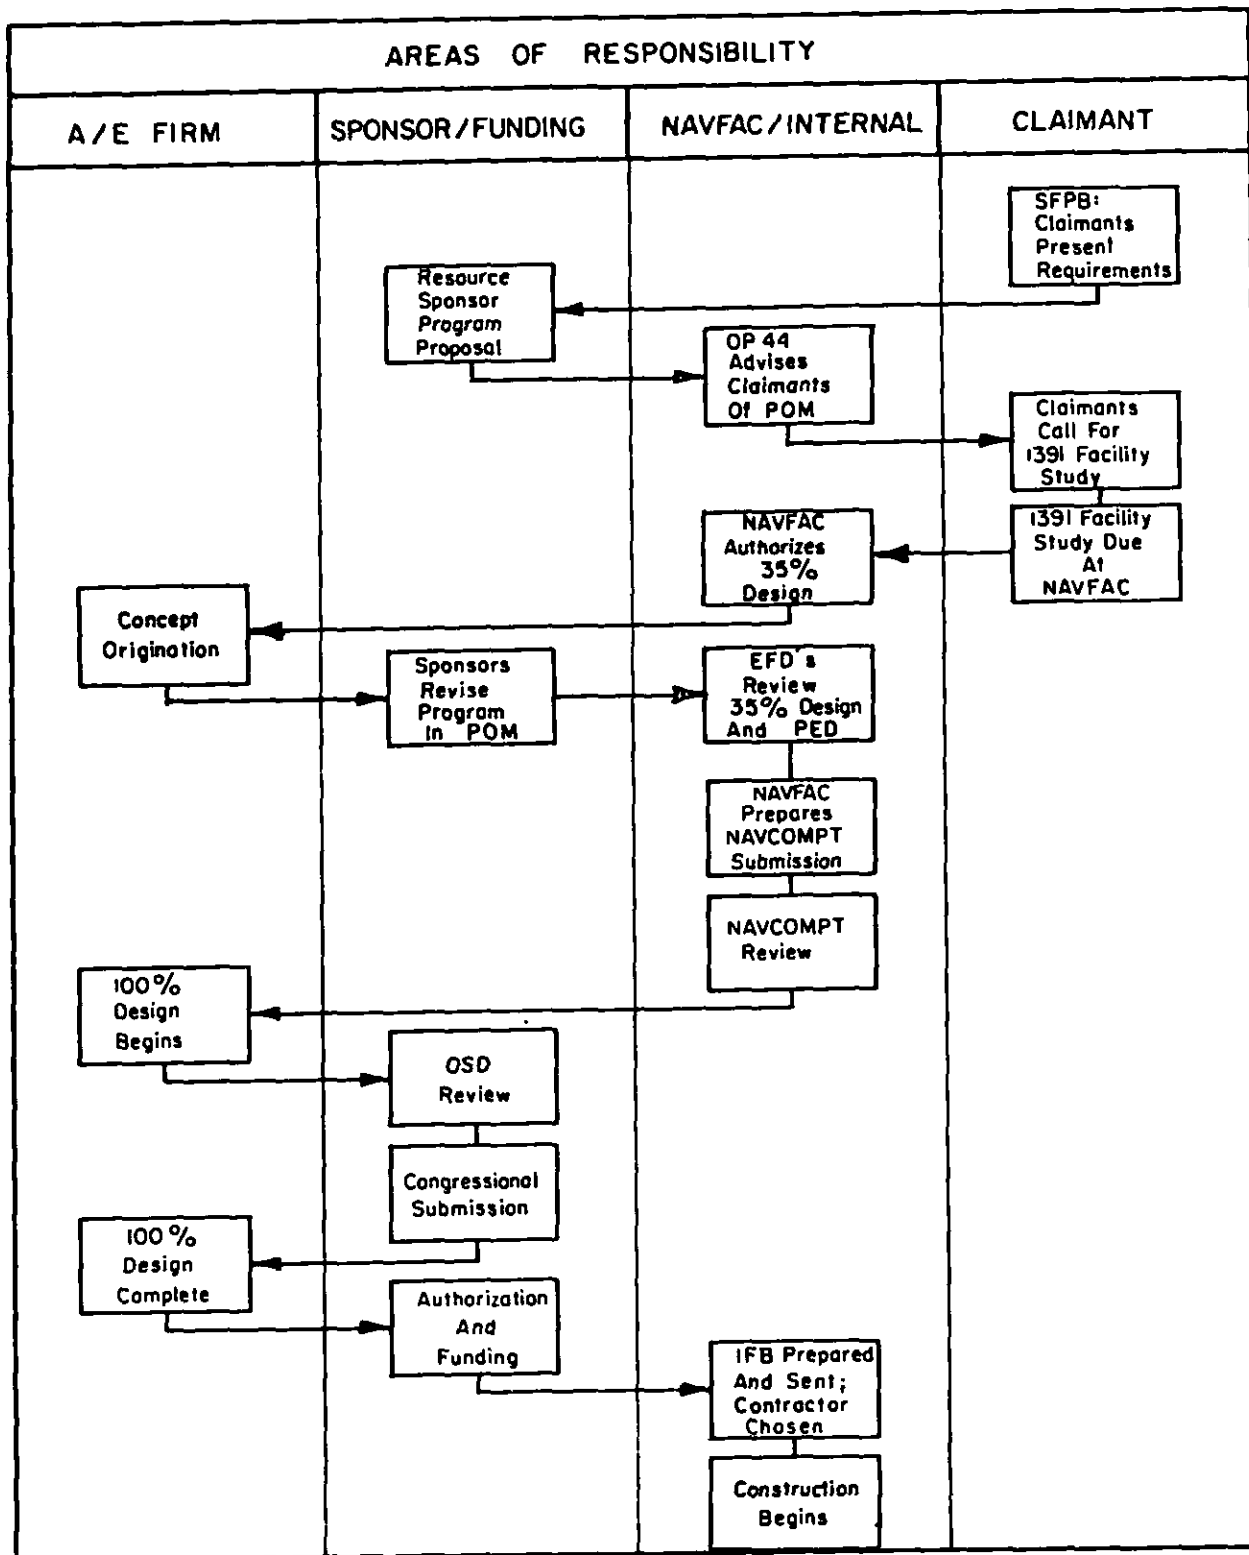 AREAS OF RESPONSIBILITY
A/E FIRM
SPONSOR/FUNDING
NAVFAC/INTERNAL
CLAIMANT
SFPB:
Claimants
Present
Requirements
Resource
Sponsor
Program
Proposal
OP 44
Advises
Claimants
Of POM
Claimants
Call For
1391 Facility
Study
1391 Facility
Study Due
At
NAVFAC
NAVFAC
Authorizes
35%
Design
Concept
Origination
Sponsors
Revise
Program
In POM
EFD's
Review
35% Design
And PED
NAVFAC
Prepares
NAVCOMPT
Submission
NAVCOMPT
Review
100%
Design
Begins
OSD
Review
Congressional
Submission
100%
Design
Complete
Authorization
And
Funding
IFB Prepared
And Sent;
Contractor
Chosen
Construction
Begins